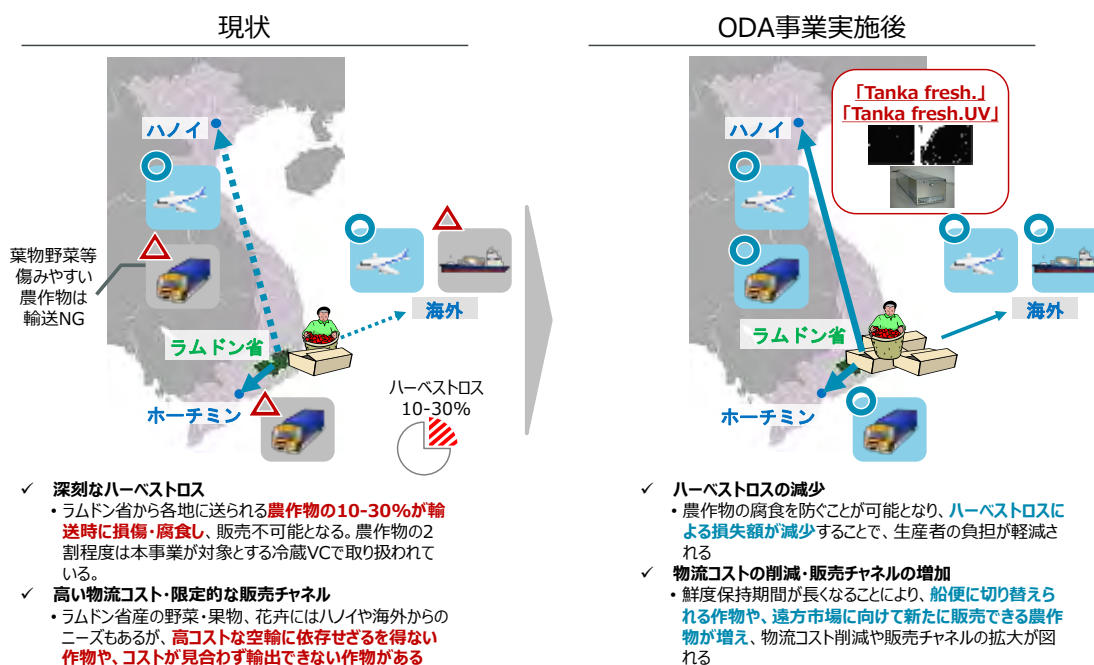 現状
ODA事業実施後
ハノイ
葉物野菜等
傷みやすい
農作物は
輸送NG
海外
ラムドン省
ホーチミン
ハーベストロス
10-30%
✓ 深刻なハーベストロス
・ラムドン省から各地に送られる農作物の10-30%が輸
送時に損傷・腐食し、販売不可能となる。農作物の2
割程度は本事業が対象とする冷蔵VCで取り扱われて
いる。
✓ 高い物流コスト・限定的な販売チャネル
・ラムドン省産の野菜・果物、花卉にはハノイや海外からの
ニーズもあるが、高コストな空輸に依存せざるを得ない
作物や、コストが見合わず輸出できない作物がある
「Tanka fresh.」
「Tanka fresh.UV」
ハノイ
海外
ラムドン省
ホーチミン
✓ ハーベストロスの減少
・農作物の腐食を防ぐことが可能となり、ハーベストロスに
よる損失額が減少することで、生産者の負担が軽減さ
れる
✓ 物流コストの削減・販売チャネルの増加
・鮮度保持期間が長くなることにより、船便に切り替えら
れる作物や、遠方市場に向けて新たに販売できる農作
物が増え、物流コスト削減や販売チャネルの拡大が図
れる